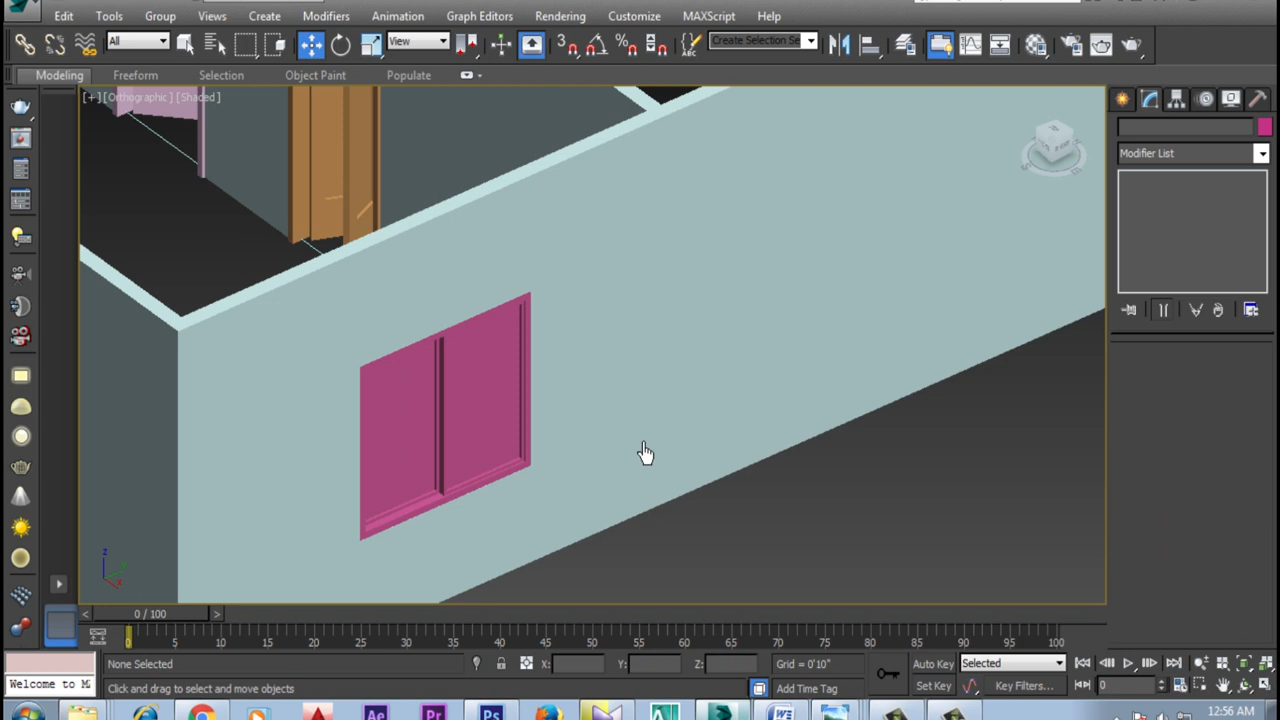 Edit Tools Group Views Create Modifiers Animation Graph Editors Rendering Customize MAXScript Help
All View Create Selection Se
Modeling Freeform Selection Object Paint Populate
[+][Orthographic][Shaded]
Modifier List
z
x
0 / 100
0 5 10 15 20 25 30 35 40 45 50 55 60 65 70 75 80 85 90 95 100
None Selected X: Y: Z: Grid = 0'10" Auto Key Selected
Welcome to M Click and drag to select and move objects Add Time Tag Set Key Key Filters... 0
Ae Pr Ps
12:56 AM